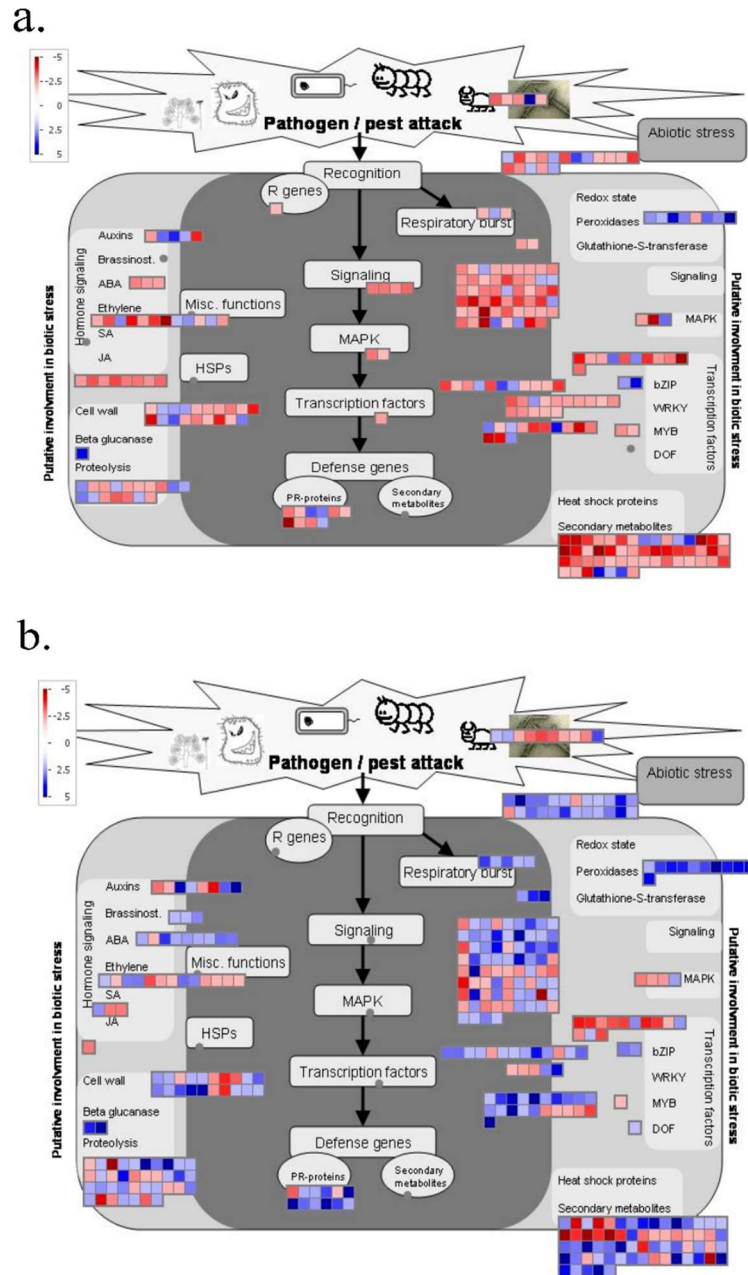 a.
-5
-2.5
0
2.5
5
Pathogen / pest attack
Abiotic stress
Recognition
R genes
Respiratory burst
Redox state
Peroxidases
Glutathione-S-transferase
Auxins
Brassinost.
ABA
Ethylene
SA
JA
Hormone signaling
Putative involvment in biotic stress
Misc. functions
HSPs
Signaling
MAPK
Transcription factors
Defense genes
PR-proteins
Secondary
metabolites
Cell wall
Beta glucanase
Proteolysis
Signaling
MAPK
bZIP
WRKY
MYB
DOF
Transcription factors
Putative involvment in biotic stress
Heat shock proteins
Secondary metabolites
b.
-5
-2.5
0
2.5
5
Pathogen / pest attack
Abiotic stress
Recognition
R genes
Respiratory burst
Redox state
Peroxidases
Glutathione-S-transferase
Auxins
Brassinost.
ABA
Ethylene
SA
JA
Hormone signaling
Putative involvment in biotic stress
Misc. functions
HSPs
Signaling
MAPK
Transcription factors
Defense genes
PR-proteins
Secondary
metabolites
Cell wall
Beta glucanase
Proteolysis
Signaling
MAPK
bZIP
WRKY
MYB
DOF
Transcription factors
Putative involvment in biotic stress
Heat shock proteins
Secondary metabolites